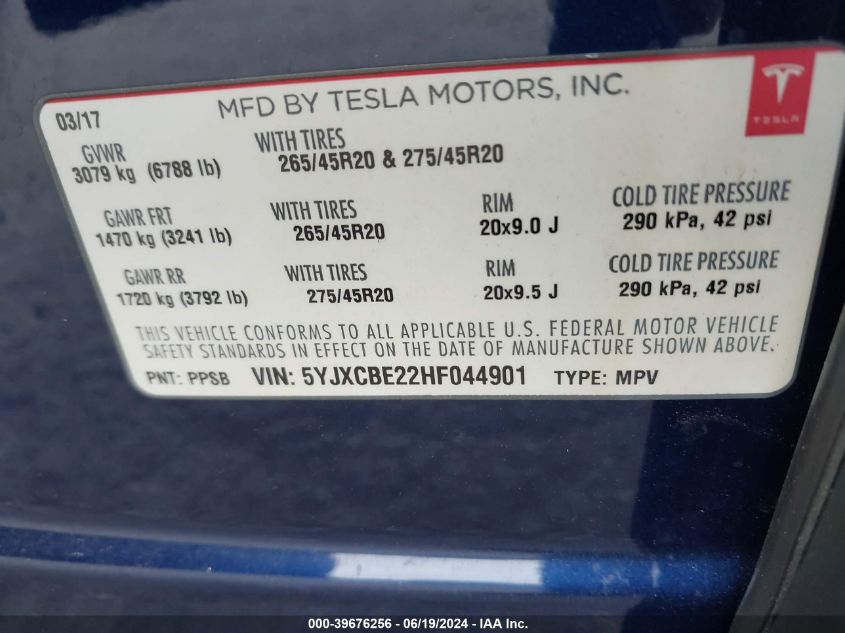 MFD BY TESLA MOTORS, INC.
TESLA
03/17
GVWR WITH TIRES
3079 kg (6788 lb) 265/45R20 & 275/45R20
GAWR FRT WITH TIRES RIM COLD TIRE PRESSURE
1470 kg (3241 lb) 265/45R20 20x9.0 J 290 kPa, 42 psi
GAWR RR WITH TIRES RIM COLD TIRE PRESSURE
1720 kg (3792 lb) 275/45R20 20x9.5 J 290 kPa, 42 psi
THIS VEHICLE CONFORMS TO ALL APPLICABLE U.S. FEDERAL MOTOR VEHICLE
SAFETY STANDARDS IN EFFECT ON THE DATE OF MANUFACTURE SHOWN ABOVE.
PNT: PPSB VIN: 5YJXCBE22HF044901 TYPE: MPV
000-39676256 - 06/19/2024 - IAA Inc.